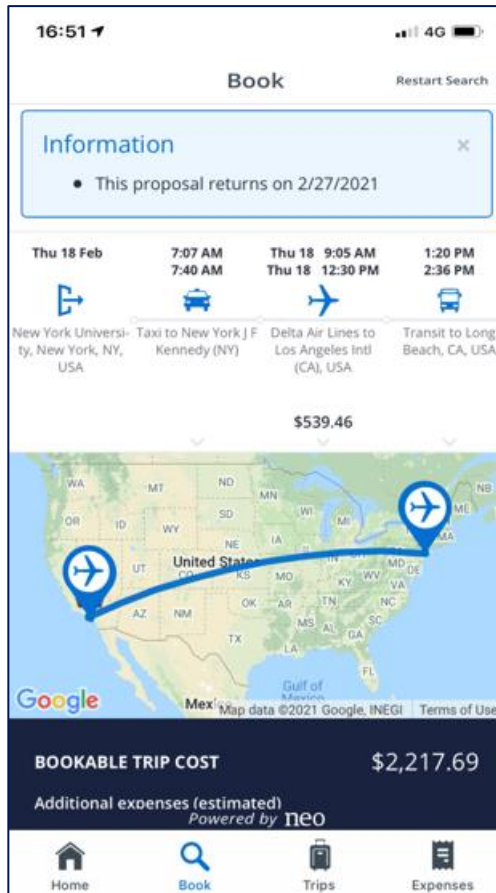 16:51
4G
Book
Restart Search
Information
×
• This proposal returns on 2/27/2021
Thu 18 Feb
7:07 AM
7:40 AM
Thu 18 9:05 AM
Thu 18 12:30 PM
1:20 PM
2:36 PM
New York Universi-
ty, New York, NY,
USA
Taxi to New York J F
Kennedy (NY)
Delta Air Lines to
Los Angeles Intl
(CA), USA
Transit to Long
Beach, CA, USA
$539.46
WA
MT
ND
MN
NB
OR
ID
SD
WI
MI
ME
WY
NE
IA
MA
United States
UT
CO
KS
MO
IL
IN
OH
MD
DE
KY
WV
VA
AZ
NM
OK
AR
TN
NC
MS
AL
SC
GA
TX
LA
FL
Gulf of
Mexico
Google
Map data ©2021 Google, INEGI
Terms of Use
BOOKABLE TRIP COST
$2,217.69
Additional expenses (estimated)
Powered by neo
Home
Book
Trips
Expenses